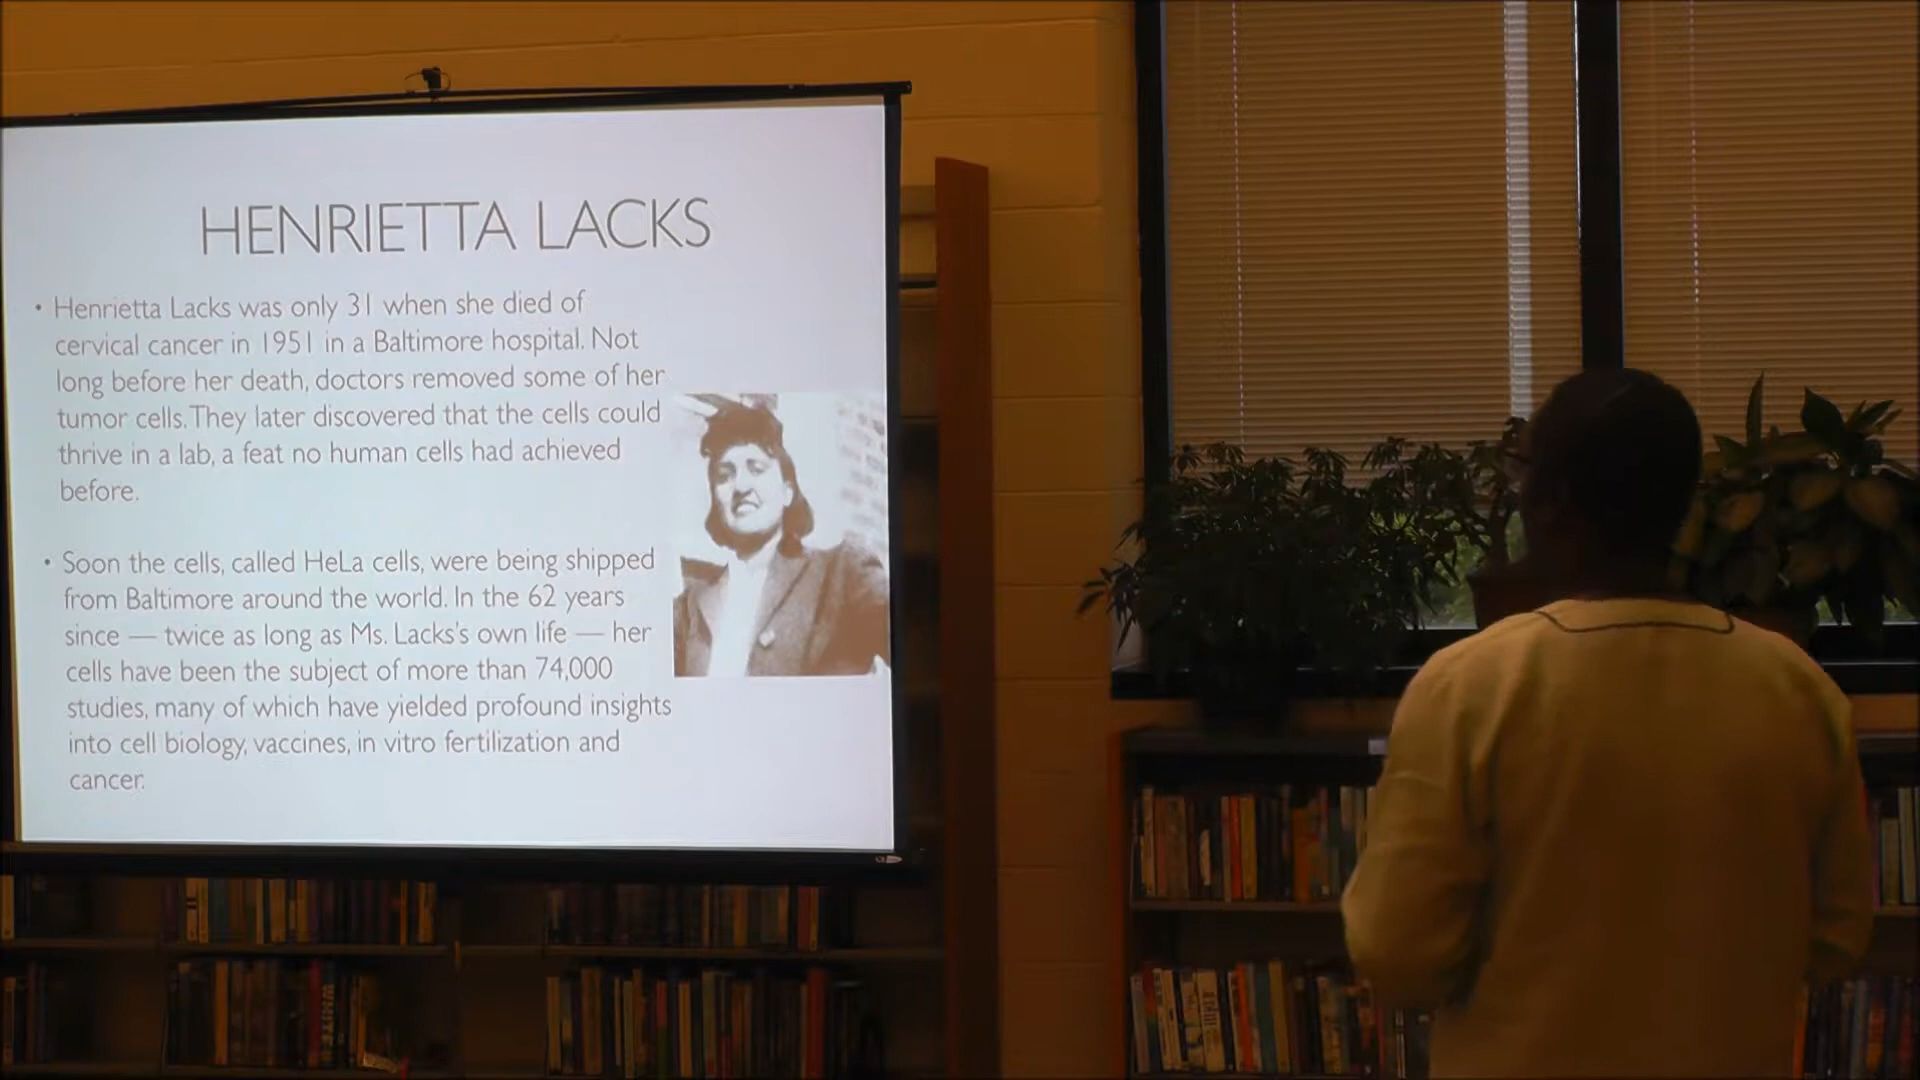 HENRIETTA LACKS
• Henrietta Lacks was only 31 when she died of
cervical cancer in 1951 in a Baltimore hospital. Not
long before her death, doctors removed some of her
tumor cells. They later discovered that the cells could
thrive in a lab, a feat no human cells had achieved
before.
• Soon the cells, called HeLa cells, were being shipped
from Baltimore around the world. In the 62 years
since — twice as long as Ms. Lacks's own life — her
cells have been the subject of more than 74,000
studies, many of which have yielded profound insights
into cell biology, vaccines, in vitro fertilization and
cancer.
WHITE